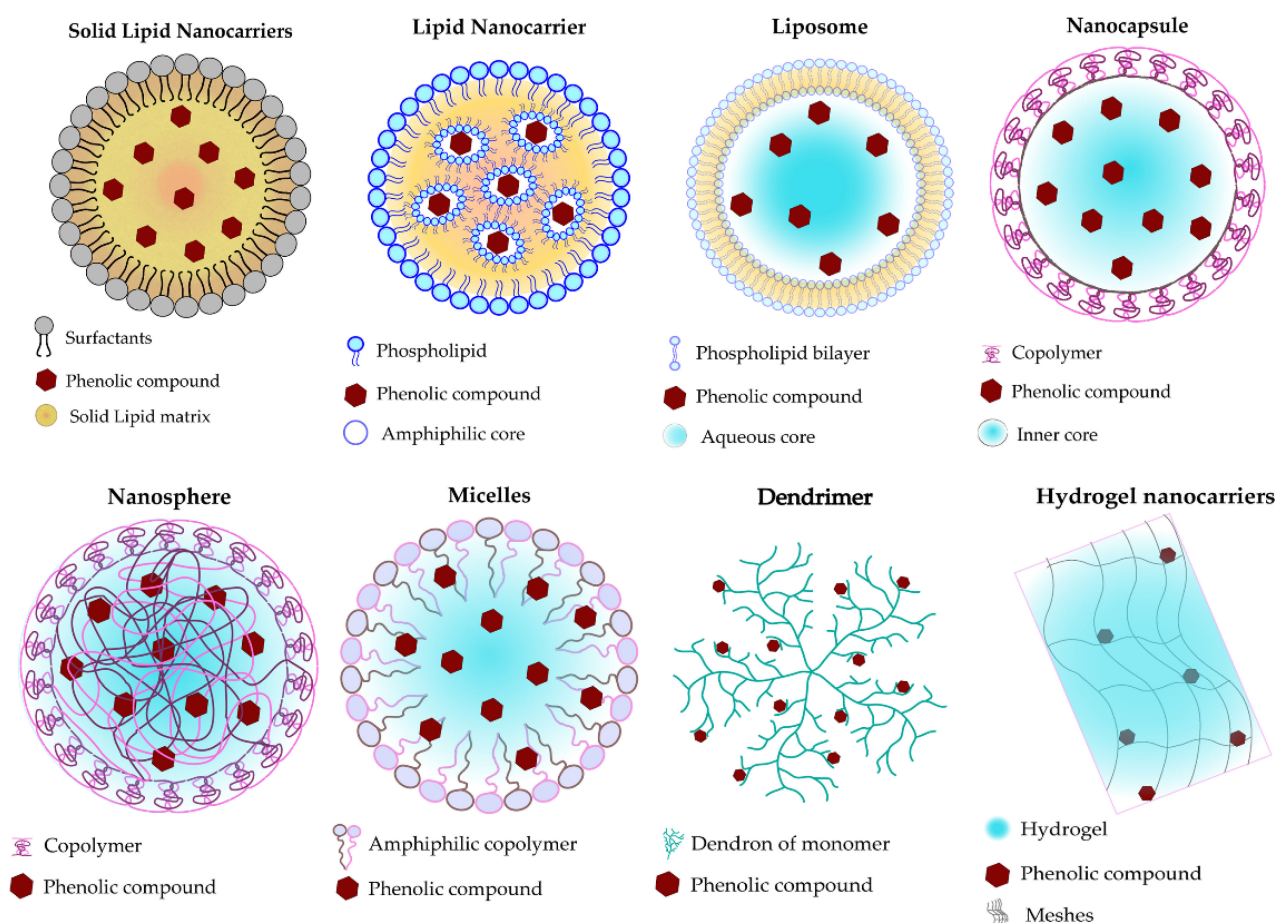 Solid Lipid Nanocarriers
Lipid Nanocarrier
Liposome
Nanocapsule
Surfactants
Phenolic compound
Solid Lipid matrix
Phospholipid
Phenolic compound
Amphiphilic core
Phospholipid bilayer
Phenolic compound
Aqueous core
Copolymer
Phenolic compound
Inner core
Nanosphere
Micelles
Dendrimer
Hydrogel nanocarriers
Copolymer
Phenolic compound
Amphiphilic copolymer
Phenolic compound
Dendron of monomer
Phenolic compound
Hydrogel
Phenolic compound
Meshes